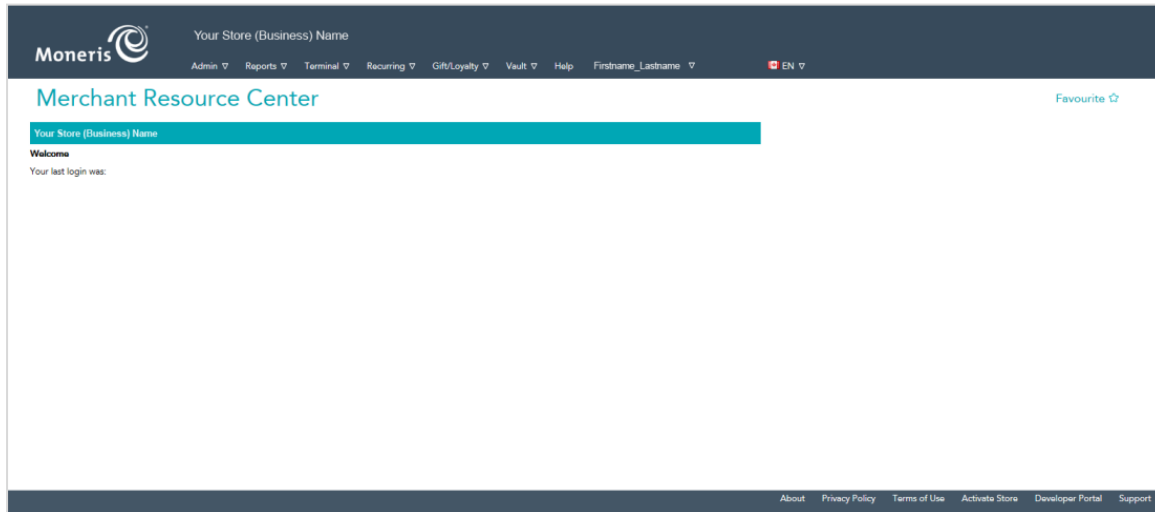 Moneris
Your Store (Business) Name
Admin Reports Terminal Recurring Gift/Loyalty Vault Help Firstname_Lastname EN
Merchant Resource Center
Favourite
Your Store (Business) Name
Welcome
Your last login was:
About Privacy Policy Terms of Use Activate Store Developer Portal Support